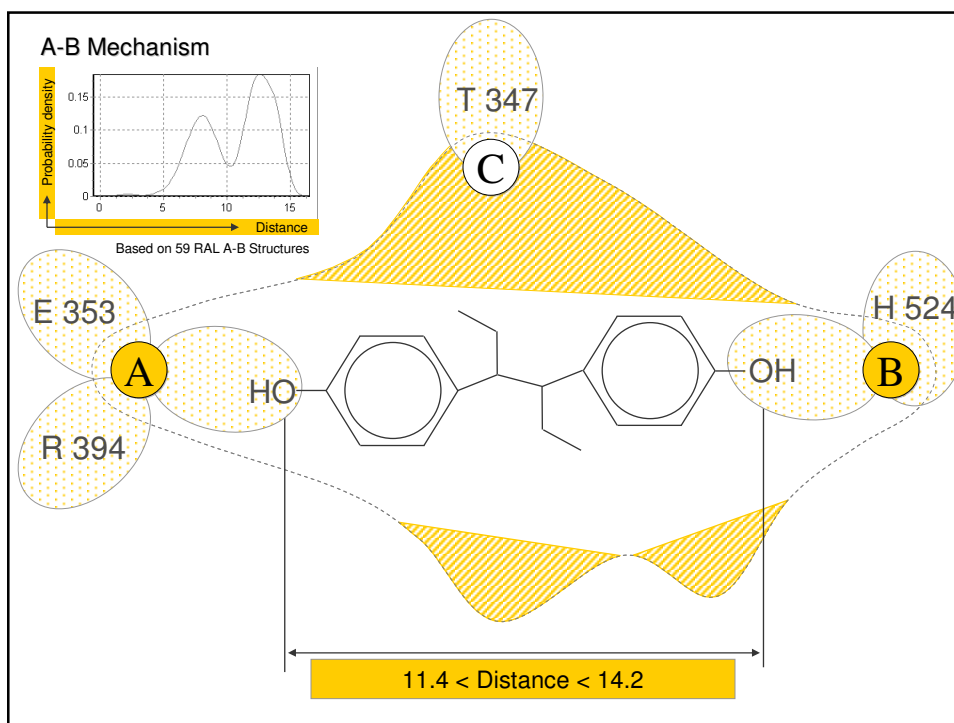 A-B Mechanism
Probability density
0.15
0.1
0.05
0
0 5 10 15
Distance
Based on 59 RAL A-B Structures
T 347
C
E 353
A
R 394
HO
OH
H 524
B
11.4 < Distance < 14.2